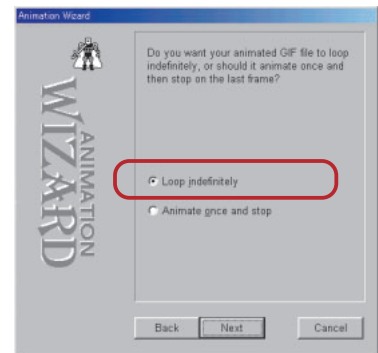 Animation Wizard
Do you want your animated GIF file to loop
indefinitely, or should it animate once and
then stop on the last frame?
ANIMATION
WIZARD
Loop indefinitely
Animate once and stop
Back
Next
Cancel